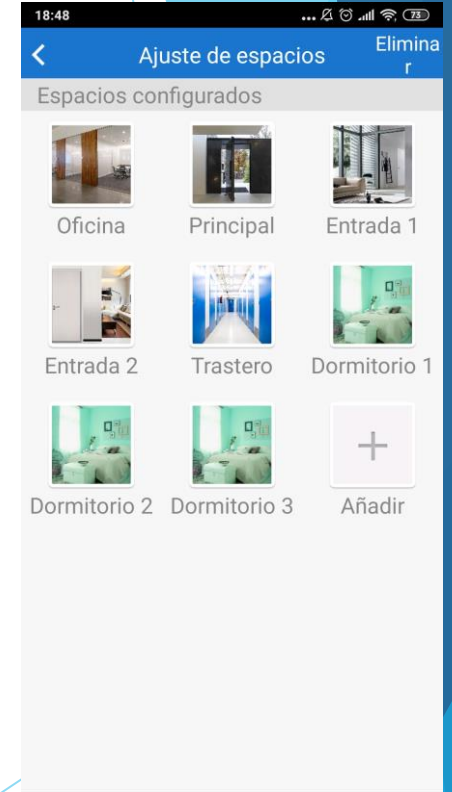 18:48
73
Ajuste de espacios
Elimina
r
Espacios configurados
Oficina Principal Entrada 1
Entrada 2 Trastero Dormitorio 1
Dormitorio 2 Dormitorio 3 Añadir